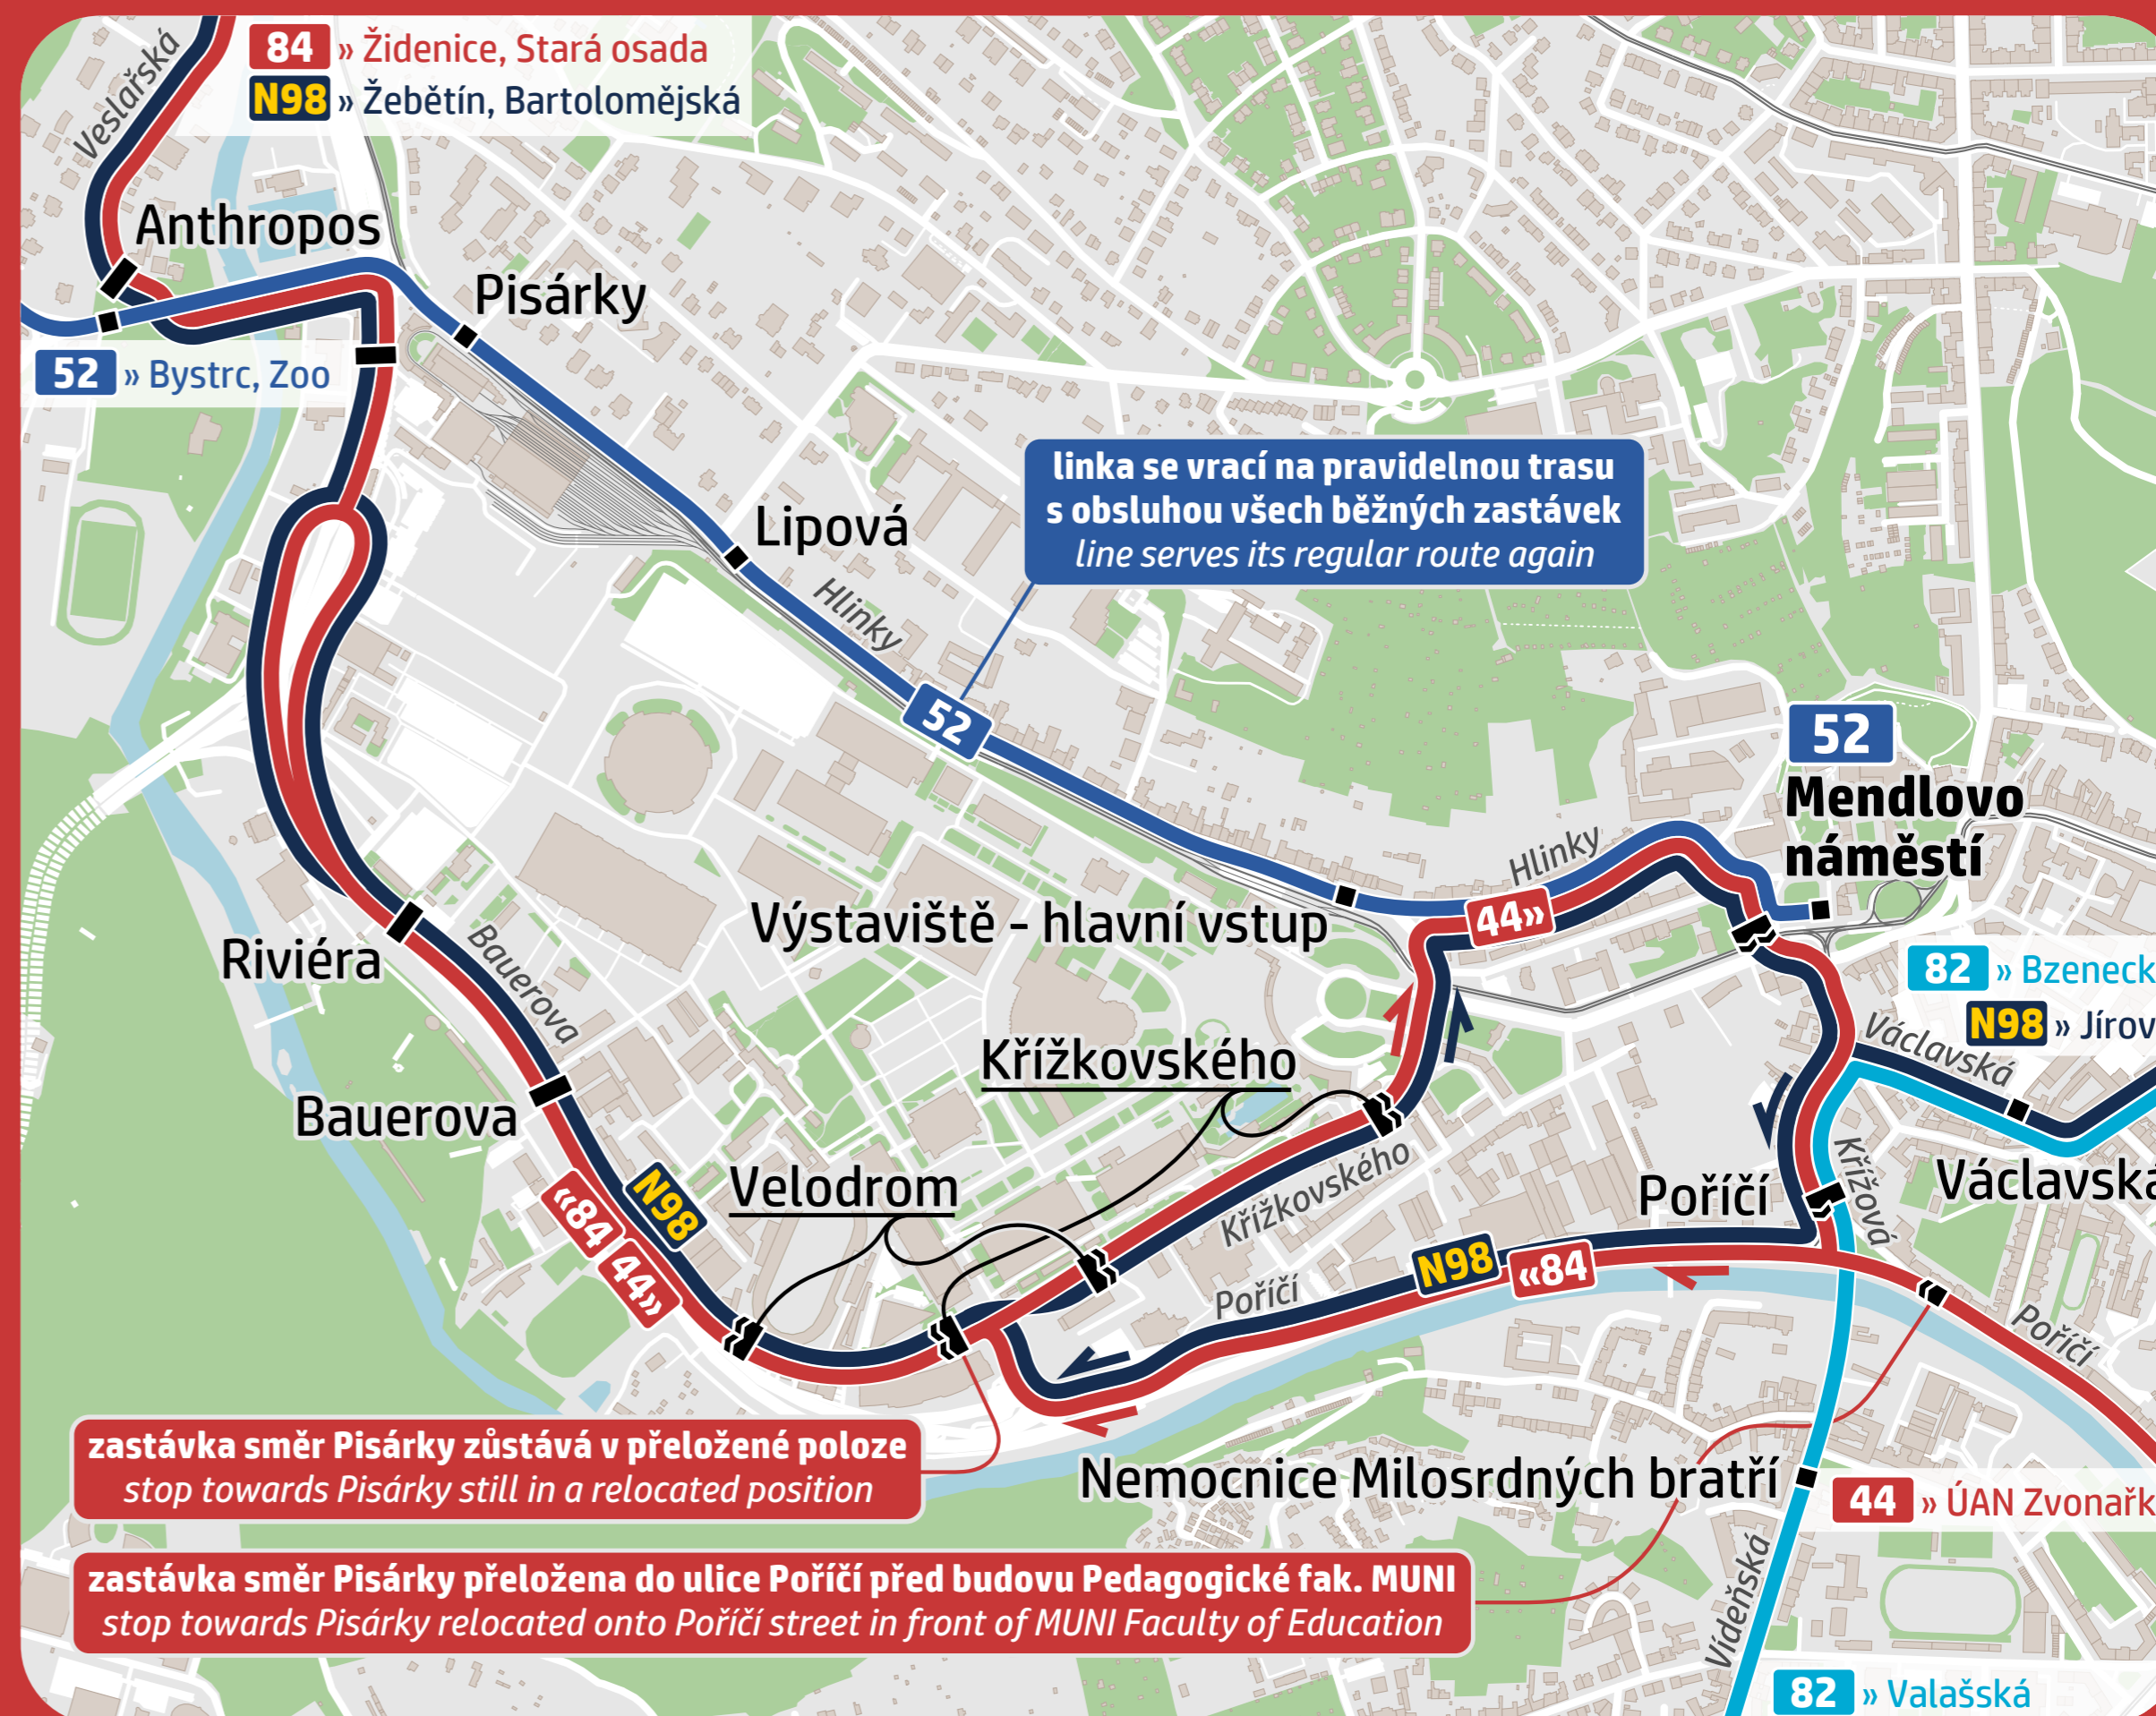 84 » Židenice, Stará osada
N98 » Žebětín, Bartolomějská
Veslařská
Anthropos
Pisárky
52 » Bystrc, Zoo
linka se vrací na pravidelnou trasu
s obsluhou všech běžných zastávek
line serves its regular route again
Lipová
Hlinky
52
52
Mendlovo
náměstí
Hlinky
44»
Výstaviště - hlavní vstup
Riviéra
Bauerova
82 » Bzeneck
N98 » Jírov
Václavská
Křížkovského
Bauerova
Velodrom
Křížkovského
Poříčí
Křížová
Václavská
N98
«84
44»
N98
«84
Poříčí
Poříčí
zastávka směr Pisárky zůstává v přeložené poloze
stop towards Pisárky still in a relocated position
Nemocnice Milosrdných bratří
44 » ÚAN Zvonařk
zastávka směr Pisárky přeložena do ulice Poříčí před budovu Pedagogické fak. MUNI
stop towards Pisárky relocated onto Poříčí street in front of MUNI Faculty of Education
Vídeňská
82 » Valašská